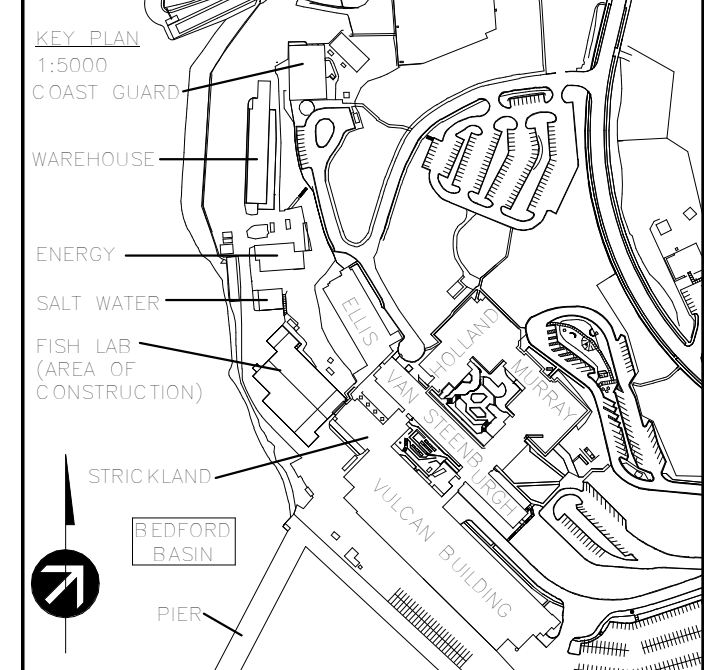 KEY PLAN
1:5000
COAST GUARD
WAREHOUSE
ENERGY
SALT WATER
FISH LAB
(AREA OF
CONSTRUCTION)
ELLIS
HOLLAND
MURRAY
VAN STEENBURGH
STRICKLAND
VULCAN BUILDING
BEDFORD
BASIN
PIER